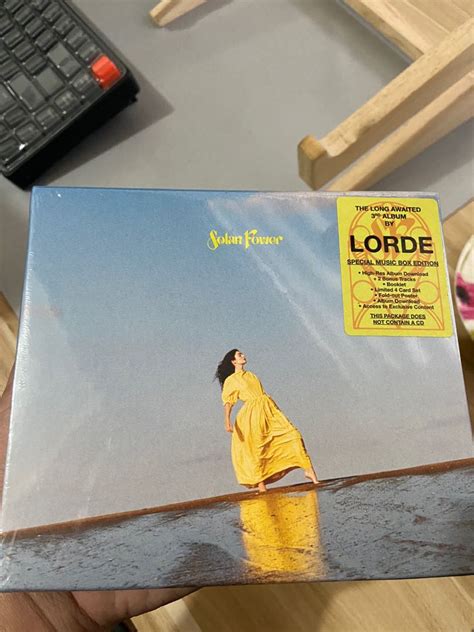 Solar Power
THE LONG AWAITED
3RD ALBUM
BY
LORDE
SPECIAL MUSIC BOX EDITION
• High-Res Album Download
+ 2 Bonus Tracks
• Booklet
• Limited 4 Card Set
• Fold-out Poster
• Album Download
• Access to Exclusive Content
THIS PACKAGE DOES
NOT CONTAIN A CD